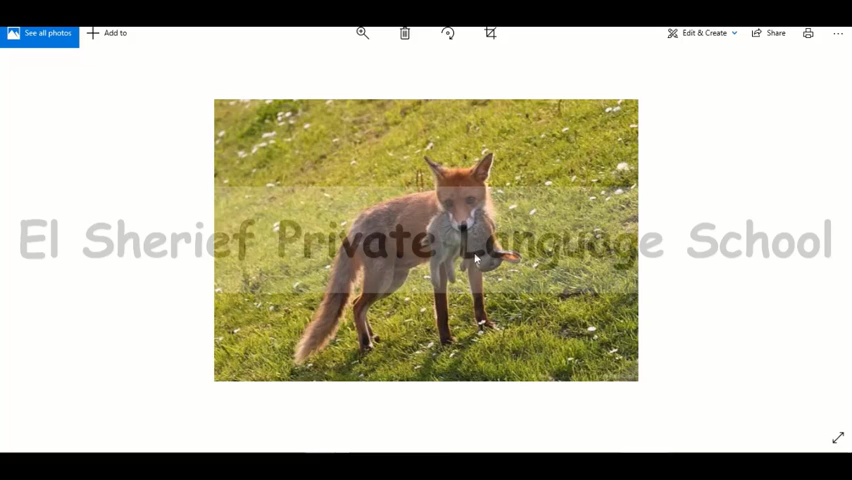 See all photos
Add to
Edit & Create
Share
El Sherief Private Language School